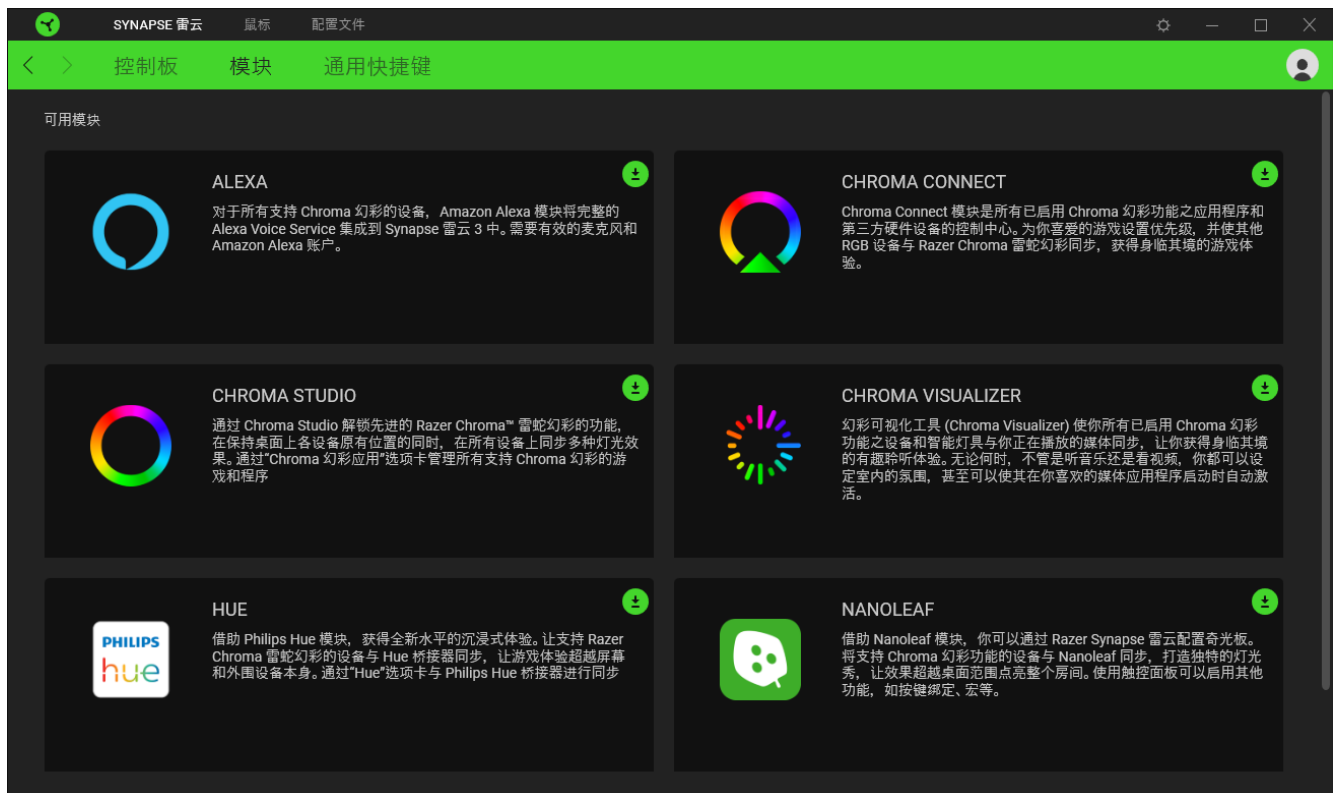 SYNAPSE 雷云 鼠标 配置文件
控制板 模块 通用快捷键
可用模块
ALEXA
对于所有支持 Chroma 幻彩的设备，Amazon Alexa 模块将完整的
Alexa Voice Service 集成到 Synapse 雷云 3 中。需要有效的麦克风和
Amazon Alexa 账户。
CHROMA CONNECT
Chroma Connect 模块是所有已启用 Chroma 幻彩功能之应用程序和
第三方硬件设备的控制中心。为你喜爱的游戏设置优先级，并使其他
RGB 设备与 Razer Chroma 雷蛇幻彩同步，获得身临其境的游戏体
验。
CHROMA STUDIO
通过 Chroma Studio 解锁先进的 Razer Chroma™ 雷蛇幻彩的功能，
在保持桌面上各设备原有位置的同时，在所有设备上同步多种灯光效
果。通过“Chroma 幻彩应用”选项卡管理所有支持 Chroma 幻彩的游
戏和程序
CHROMA VISUALIZER
幻彩可视化工具 (Chroma Visualizer) 使你所有已启用 Chroma 幻彩
功能之设备和智能灯具与你正在播放的媒体同步，让你获得身临其境
的有趣聆听体验。无论何时，不管是听音乐还是看视频，你都可以设
定室内的氛围，甚至可以使其在你喜欢的媒体应用程序启动时自动激
活。
PHILIPS
hue
HUE
借助 Philips Hue 模块，获得全新水平的沉浸式体验。让支持 Razer
Chroma 雷蛇幻彩的设备与 Hue 桥接器同步，让游戏体验超越屏幕
和外围设备本身。通过“Hue”选项卡与 Philips Hue 桥接器进行同步
NANOLEAF
借助 Nanoleaf 模块，你可以通过 Razer Synapse 雷云配置奇光板。
将支持 Chroma 幻彩功能的设备与 Nanoleaf 同步，打造独特的灯光
秀，让效果超越桌面范围点亮整个房间。使用触控面板可以启用其他
功能，如按键绑定、宏等。